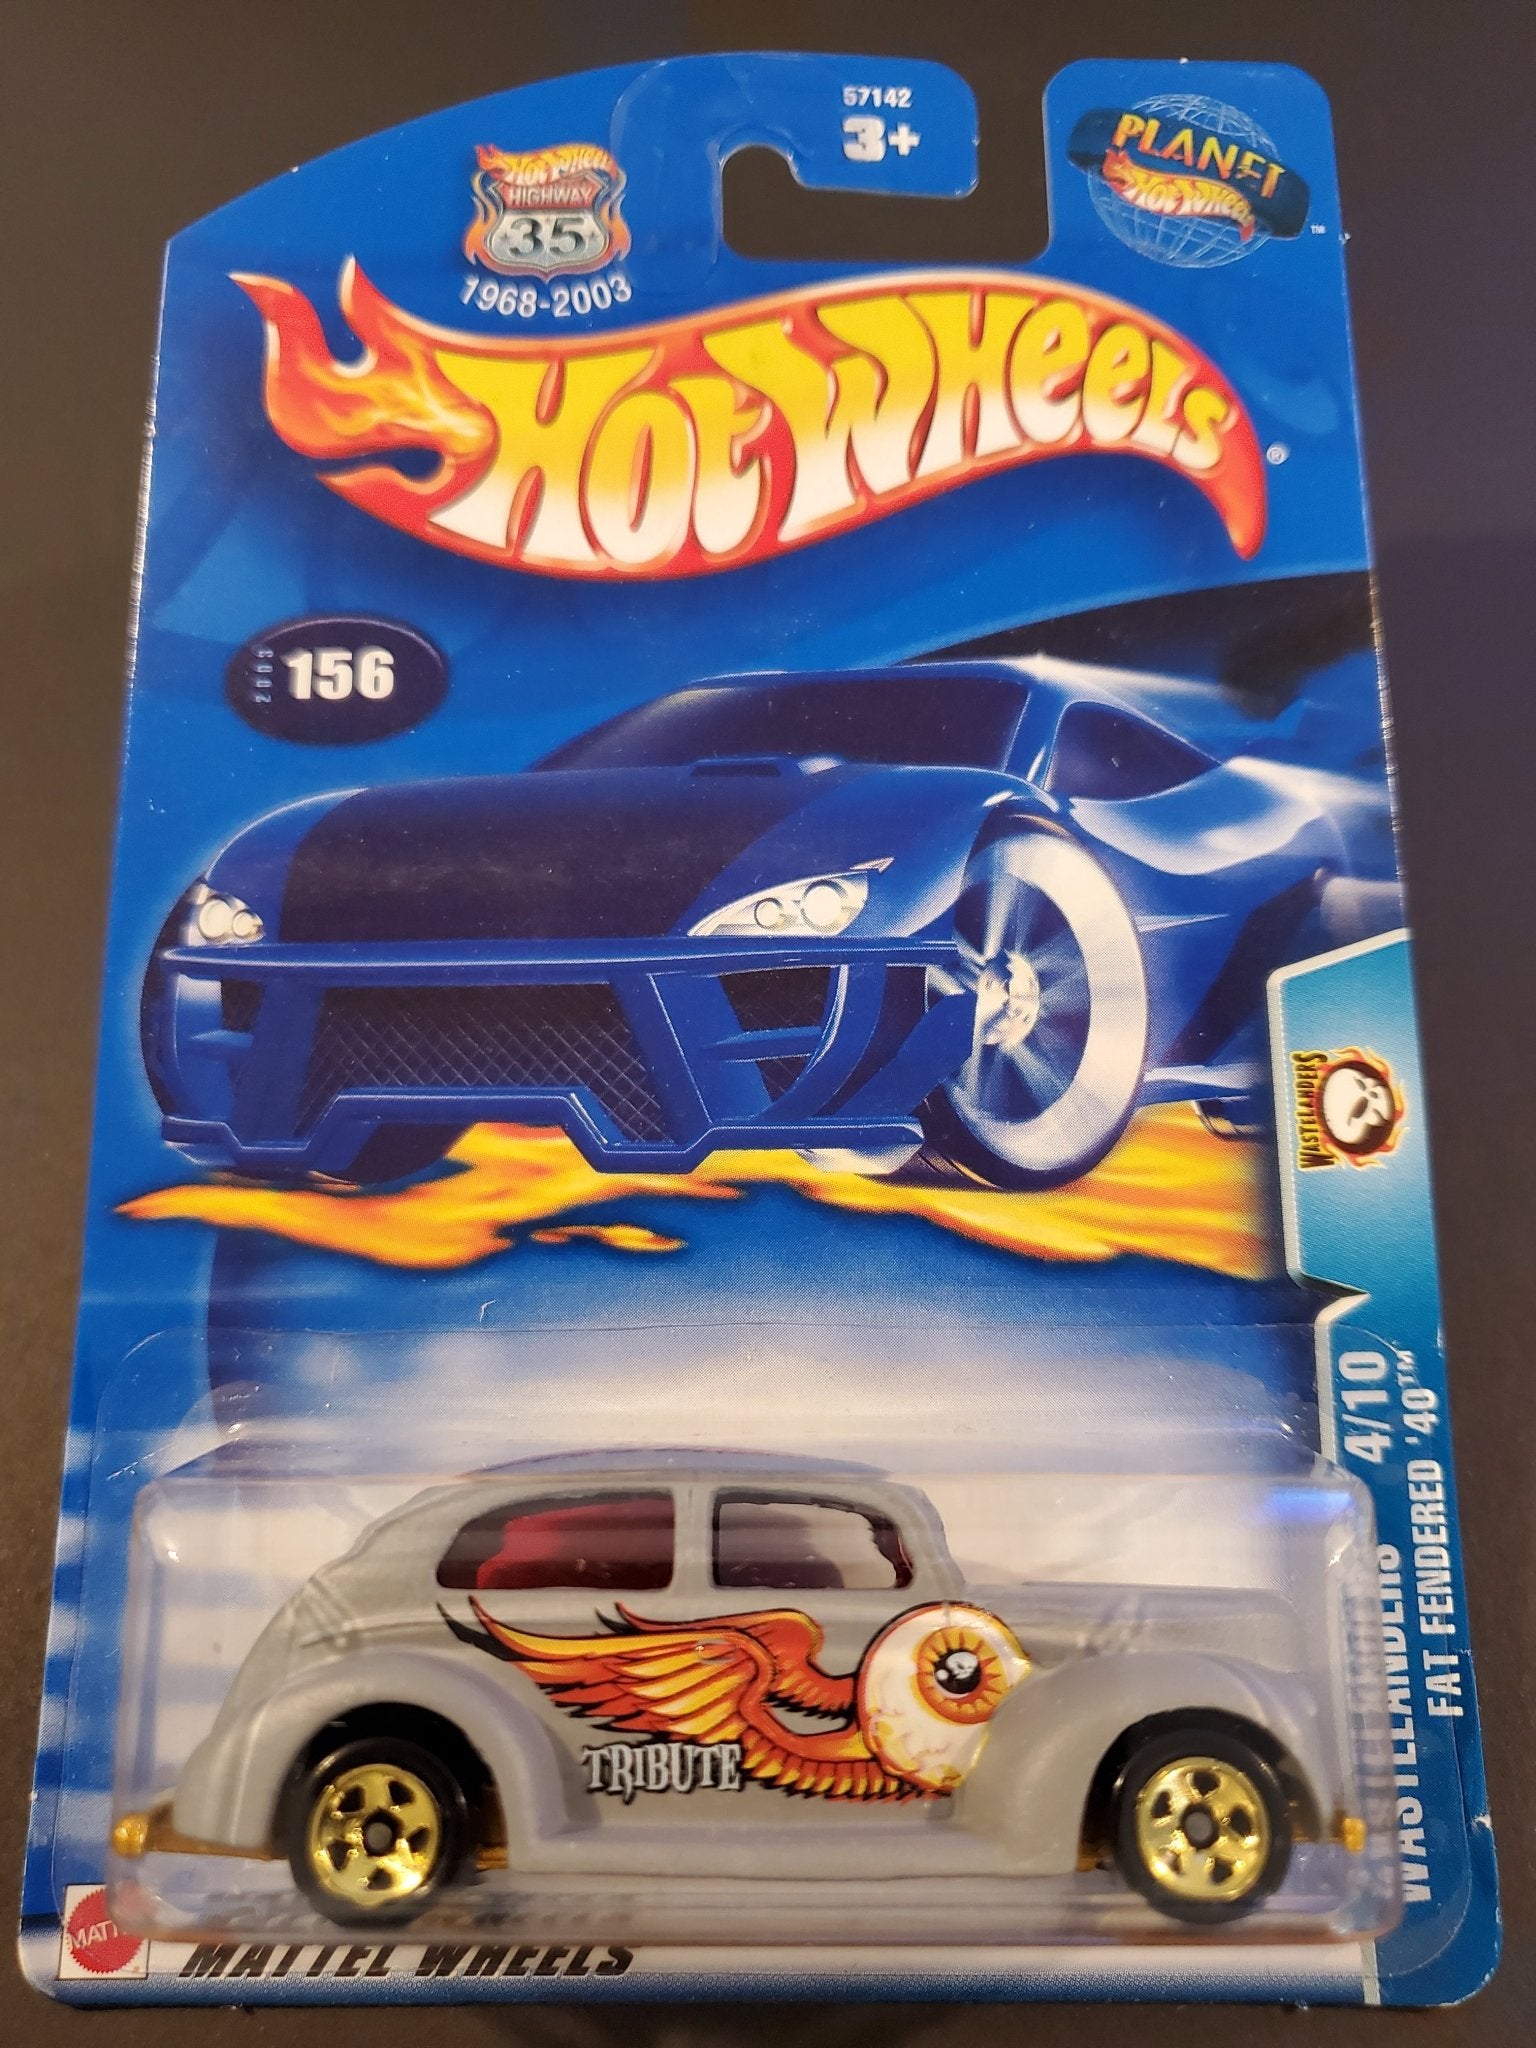 57142
3+
PLANET
HOT WHEELS
™
HOT WHEELS
HIGHWAY
35
1968-2003
HOT WHEELS
®
2003
156
WASTELANDERS
WASTELANDERS 4/10
FAT FENDERED '40™
TRIBUTE
MATTEL WHEELS